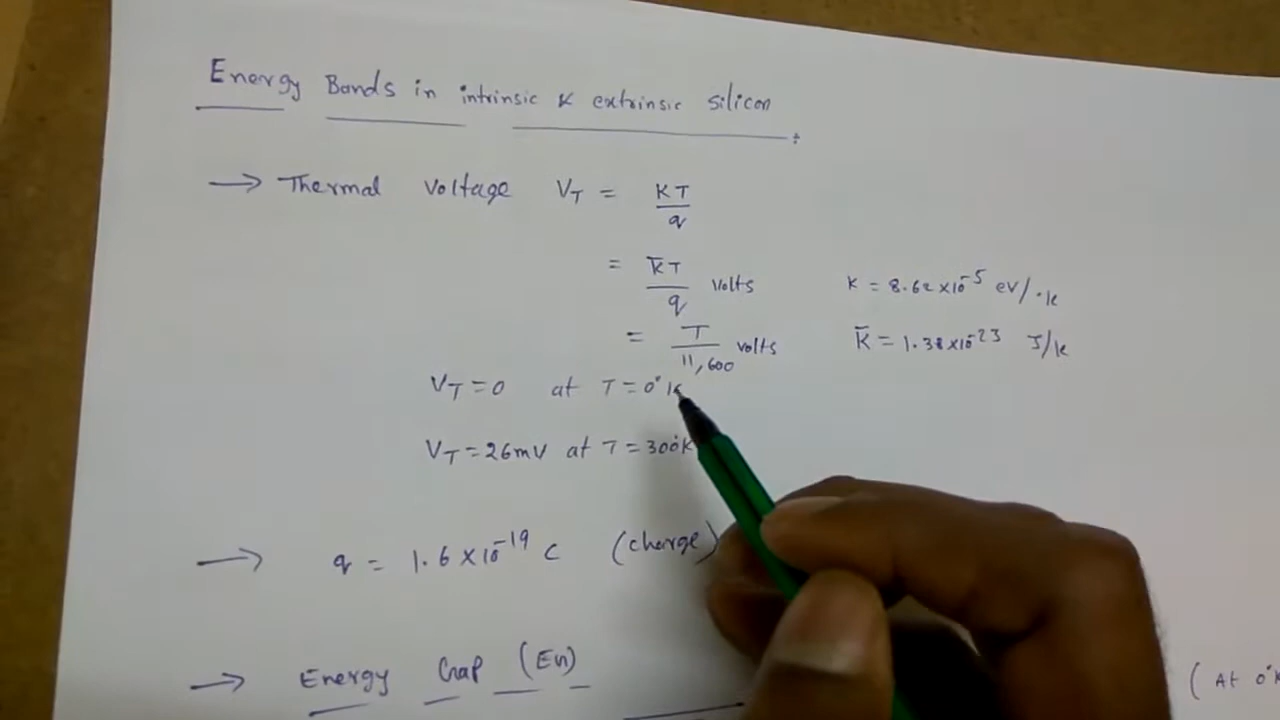 Energy Bands in intrinsic & extrinsic silicon :
→ Thermal Voltage V_T = KT/q
= K̄T/q Volts
K = 8.62×10⁻⁵ eV/°K
= T/11,600 Volts
K̄ = 1.38×10⁻²³ J/K
V_T = 0 at T = 0°K
V_T = 26mV at T = 300°K
→ q = 1.6 × 10⁻¹⁹ C (Charge)
→ Energy Gap
(At 0°K